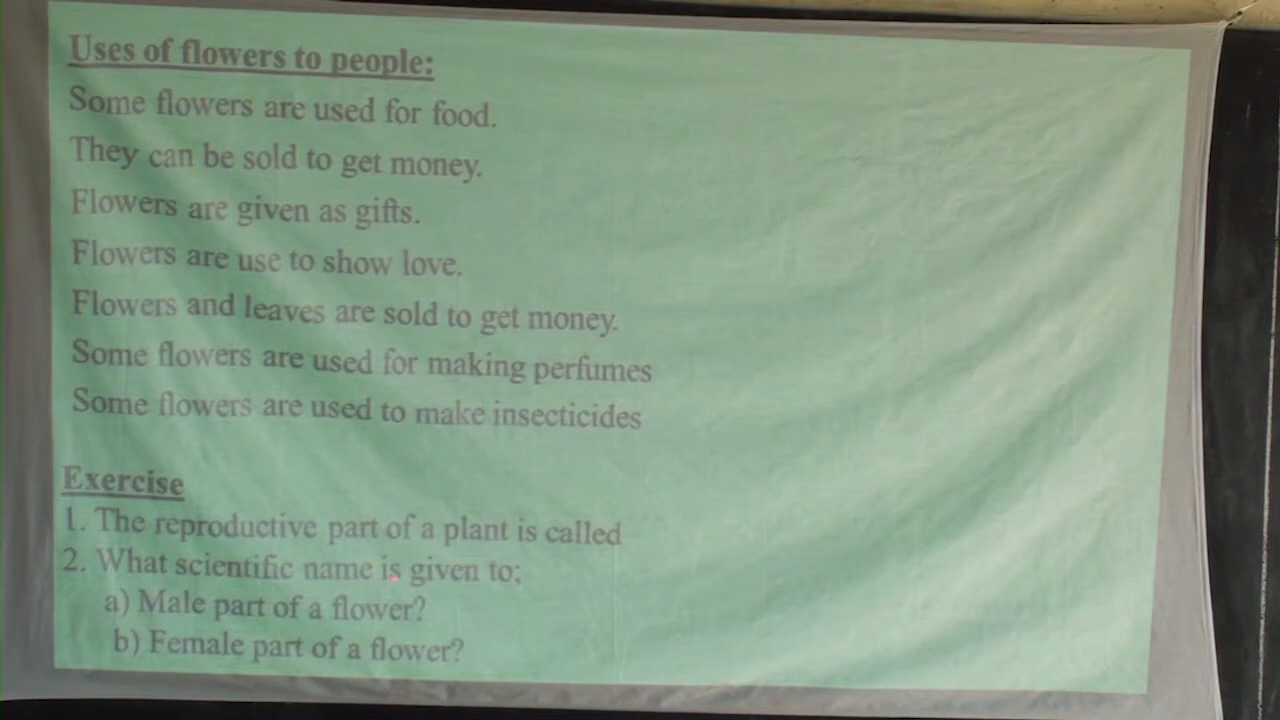 Uses of flowers to people:
Some flowers are used for food.
They can be sold to get money.
Flowers are given as gifts.
Flowers are use to show love.
Flowers and leaves are sold to get money.
Some flowers are used for making perfumes
Some flowers are used to make insecticides
Exercise
1. The reproductive part of a plant is called
2. What scientific name is given to;
a) Male part of a flower?
b) Female part of a flower?